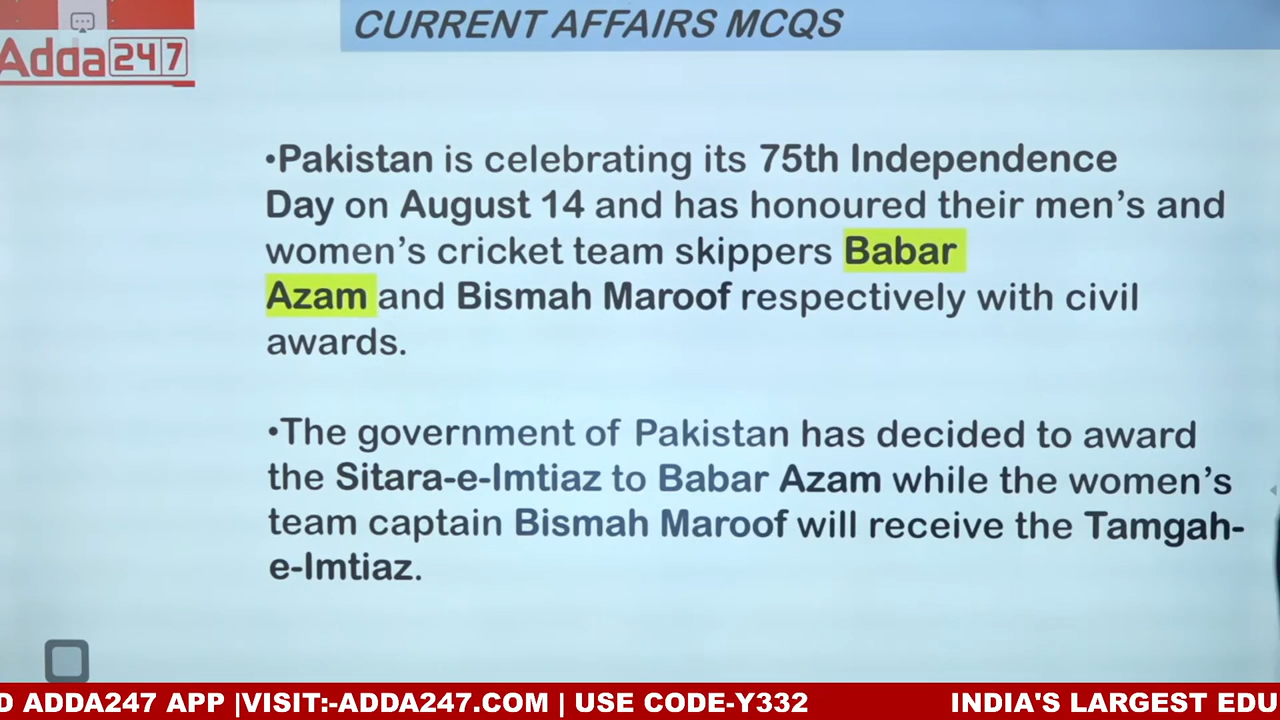 CURRENT AFFAIRS MCQS
Adda247
•Pakistan is celebrating its 75th Independence
Day on August 14 and has honoured their men’s and
women’s cricket team skippers Babar
Azam and Bismah Maroof respectively with civil
awards.
•The government of Pakistan has decided to award
the Sitara-e-Imtiaz to Babar Azam while the women’s
team captain Bismah Maroof will receive the Tamgah-
e-Imtiaz.
D ADDA247 APP |VISIT:-ADDA247.COM | USE CODE-Y332 INDIA'S LARGEST EDU